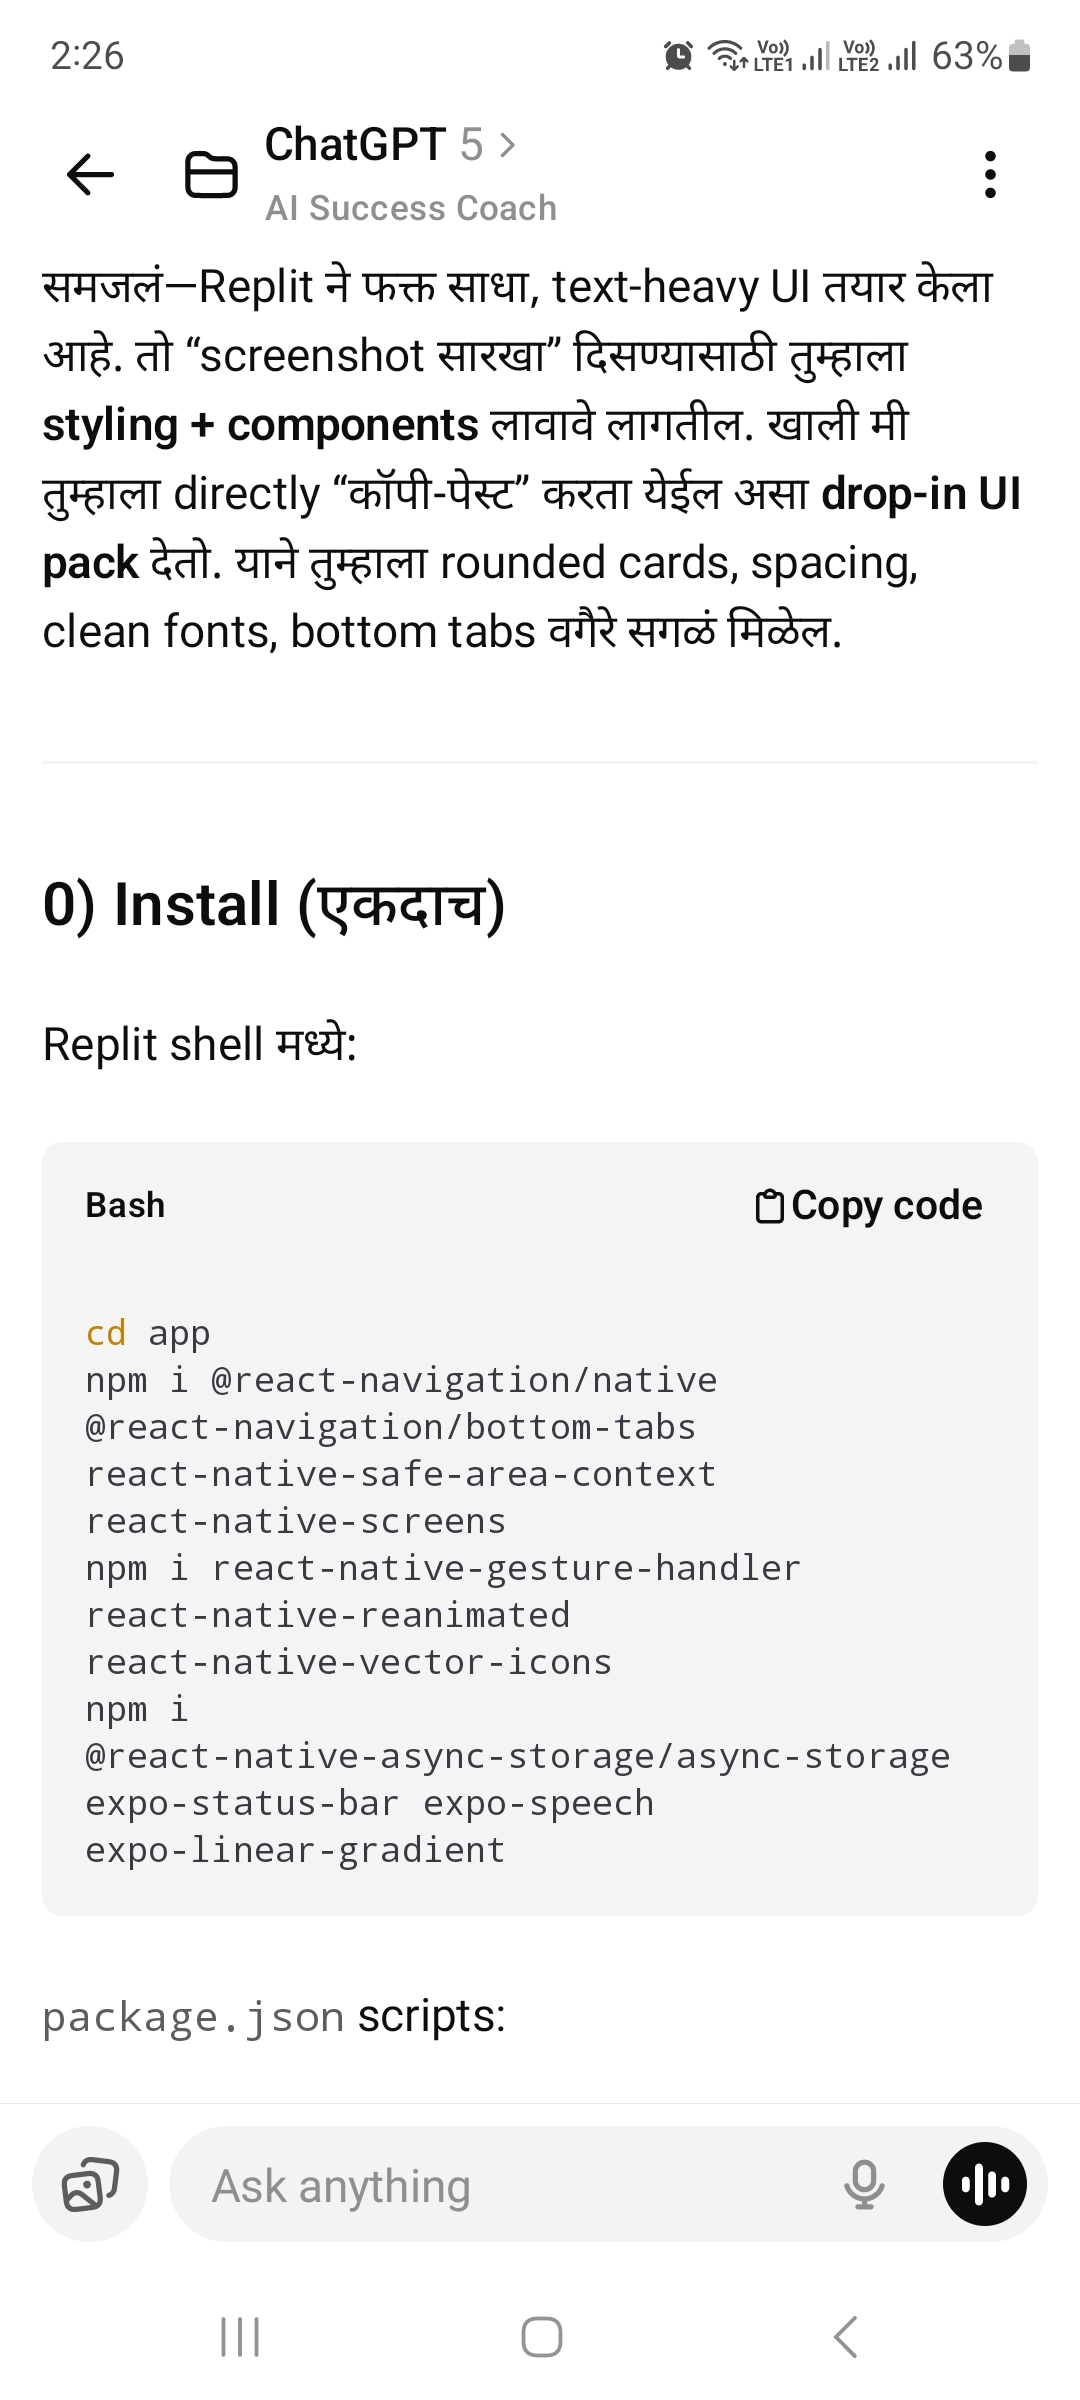 2:26
Vo)) LTE1 Vo)) LTE2 63%
ChatGPT 5 >
AI Success Coach
समजलं—Replit ने फक्त साधा, text-heavy UI तयार केला
आहे. तो “screenshot सारखा” दिसण्यासाठी तुम्हाला
styling + components लावावे लागतील. खाली मी
तुम्हाला directly “कॉपी-पेस्ट” करता येईल असा drop-in UI
pack देतो. याने तुम्हाला rounded cards, spacing,
clean fonts, bottom tabs वगैरे सगळं मिळेल.
0) Install (एकदाच)
Replit shell मध्ये:
Bash
Copy code
cd app
npm i @react-navigation/native
@react-navigation/bottom-tabs
react-native-safe-area-context
react-native-screens
npm i react-native-gesture-handler
react-native-reanimated
react-native-vector-icons
npm i
@react-native-async-storage/async-storage
expo-status-bar expo-speech
expo-linear-gradient
package.json scripts:
Ask anything